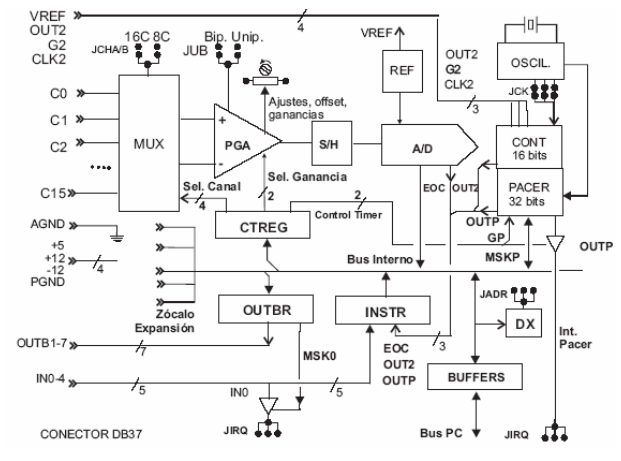 VREF
OUT2
G2
CLK2
16C 8C
JCHA/B
Bip. Unip.
JUB
4
VREF
REF
OUT2
G2
CLK2
3
OSCIL.
JCK
C0
C1
C2
....
C15
MUX
+
-
PGA
Ajustes, offset,
ganancias
S/H
A/D
CONT
16 bits
PACER
32 bits
EOC
OUT2
Sel. Canal
4
Sel. Ganancia
2
2
Control Timer
CTREG
OUTP
GP
MSKP
OUTP
AGND
+5
+12
-12
PGND
4
Zócalo
Expansión
Bus Interno
OUTBR
INSTR
JADR
DX
Int.
Pacer
OUTB1-7
7
MSK0
EOC
OUT2
OUTP
3
BUFFERS
IN0-4
5
IN0
5
JIRQ
Bus PC
JIRQ
CONECTOR DB37